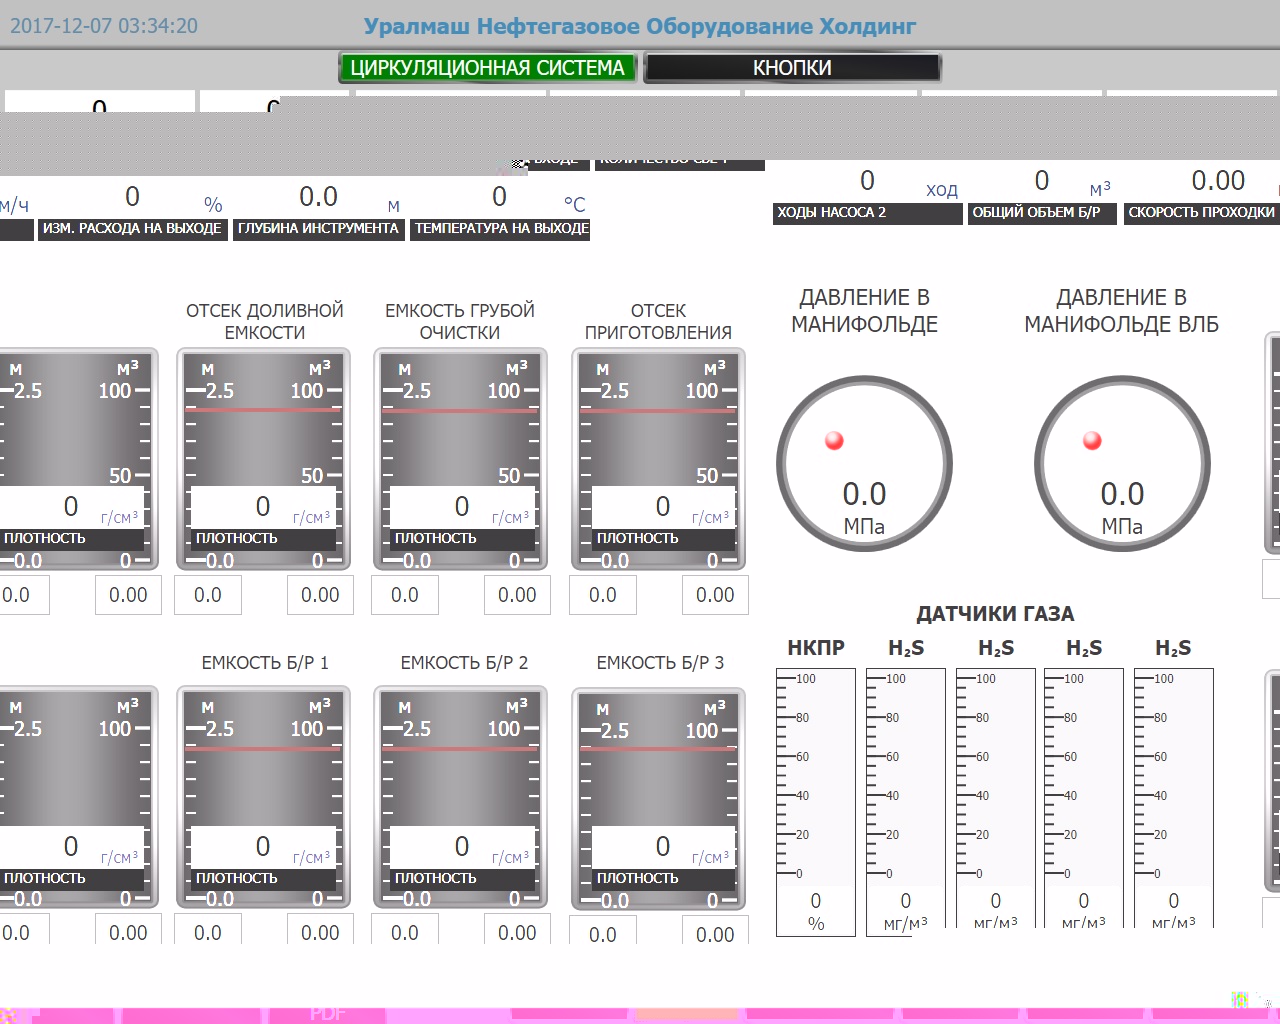 2017-12-07 03:34:20 Уралмаш Нефтегазовое Оборудование Холдинг
ЦИРКУЛЯЦИОННАЯ СИСТЕМА КНОПКИ
0 0
0 ход 0 м³ 0.00
м/ч 0 % 0.0 м 0 °C
ХОДЫ НАСОСА 2 ОБЩИЙ ОБЪЕМ Б/Р СКОРОСТЬ ПРОХОДКИ
ИЗМ. РАСХОДА НА ВЫХОДЕ ГЛУБИНА ИНСТРУМЕНТА ТЕМПЕРАТУРА НА ВЫХОДЕ
ОТСЕК ДОЛИВНОЙ ЕМКОСТЬ ГРУБОЙ ОТСЕК
ЕМКОСТИ ОЧИСТКИ ПРИГОТОВЛЕНИЯ
ДАВЛЕНИЕ В ДАВЛЕНИЕ В
МАНИФОЛЬДЕ МАНИФОЛЬДЕ ВЛБ
м м³ м м³ м м³ м м³
2.5 100 2.5 100 2.5 100 2.5 100
50 50 50 50
0 г/см³ 0 г/см³ 0 г/см³ 0 г/см³
0.0 0.0
МПа МПа
ПЛОТНОСТЬ ПЛОТНОСТЬ ПЛОТНОСТЬ ПЛОТНОСТЬ
0.0 0 0.0 0 0.0 0 0.0 0
0.0 0.00 0.0 0.00 0.0 0.00 0.0 0.00
ДАТЧИКИ ГАЗА
НКПР H₂S H₂S H₂S H₂S
ЕМКОСТЬ Б/Р 1 ЕМКОСТЬ Б/Р 2 ЕМКОСТЬ Б/Р 3
100 100 100 100 100
м м³ м м³ м м³ м м³
80 80 80 80 80
2.5 100 2.5 100 2.5 100 2.5 100
60 60 60 60 60
40 40 40 40 40
20 20 20 20 20
0 г/см³ 0 г/см³ 0 г/см³ 0 г/см³
0 0 0 0 0
ПЛОТНОСТЬ ПЛОТНОСТЬ ПЛОТНОСТЬ ПЛОТНОСТЬ
0.0 0 0.0 0 0.0 0 0.0 0
0 0 0 0 0
% мг/м³ мг/м³ мг/м³ мг/м³
0.0 0.00 0.0 0.00 0.0 0.00 0.0 0.00
PDF